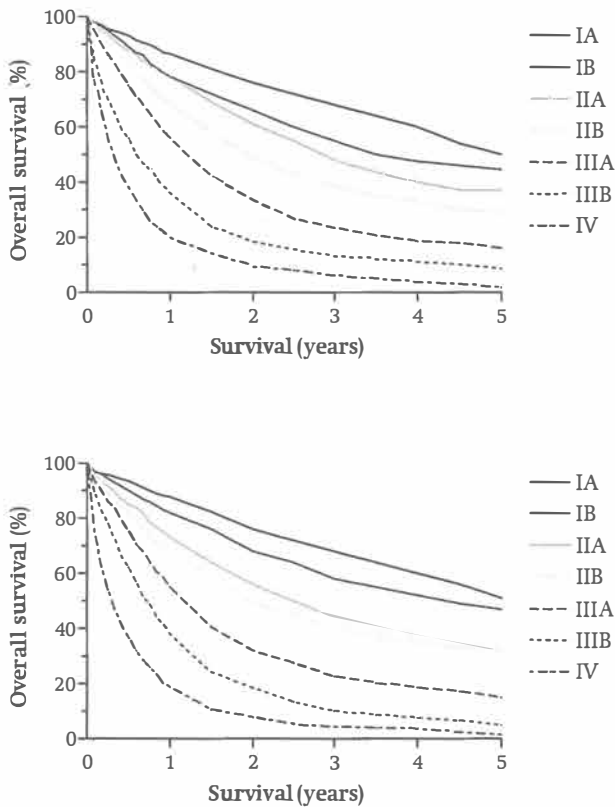 100
80
60
40
20
0
Overall survival (%)
0 1 2 3 4 5
Survival (years)
IA
IB
IIA
IIB
IIIA
IIIB
IV
100
80
60
40
20
0
Overall survival (%)
0 1 2 3 4 5
Survival (years)
IA
IB
IIA
IIB
IIIA
IIIB
IV